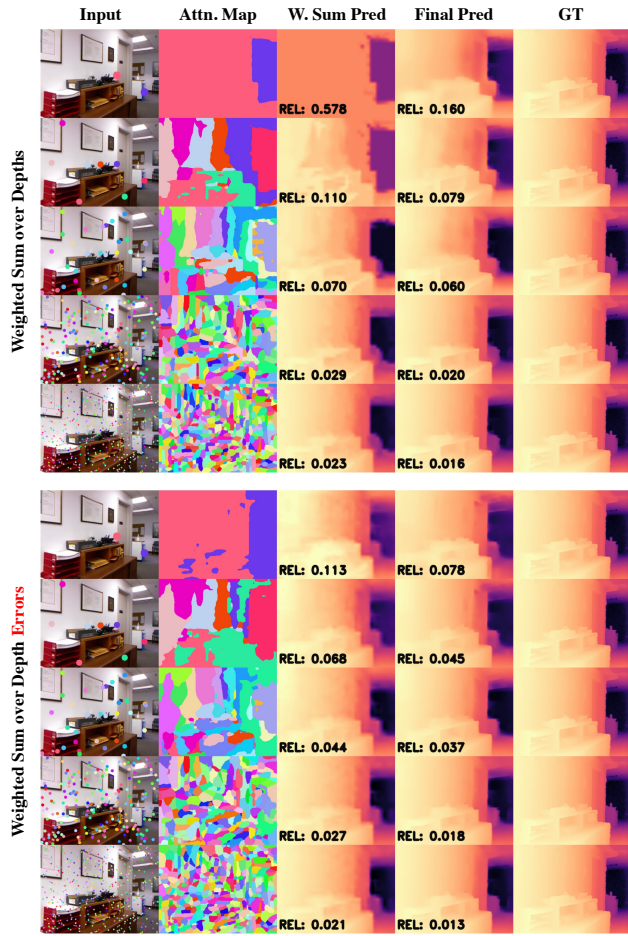 Input Attn. Map W. Sum Pred Final Pred GT
Weighted Sum over Depths
REL: 0.578 REL: 0.160
REL: 0.110 REL: 0.079
REL: 0.070 REL: 0.060
REL: 0.029 REL: 0.020
REL: 0.023 REL: 0.016
Weighted Sum over Depth Errors
REL: 0.113 REL: 0.078
REL: 0.068 REL: 0.045
REL: 0.044 REL: 0.037
REL: 0.027 REL: 0.018
REL: 0.021 REL: 0.013